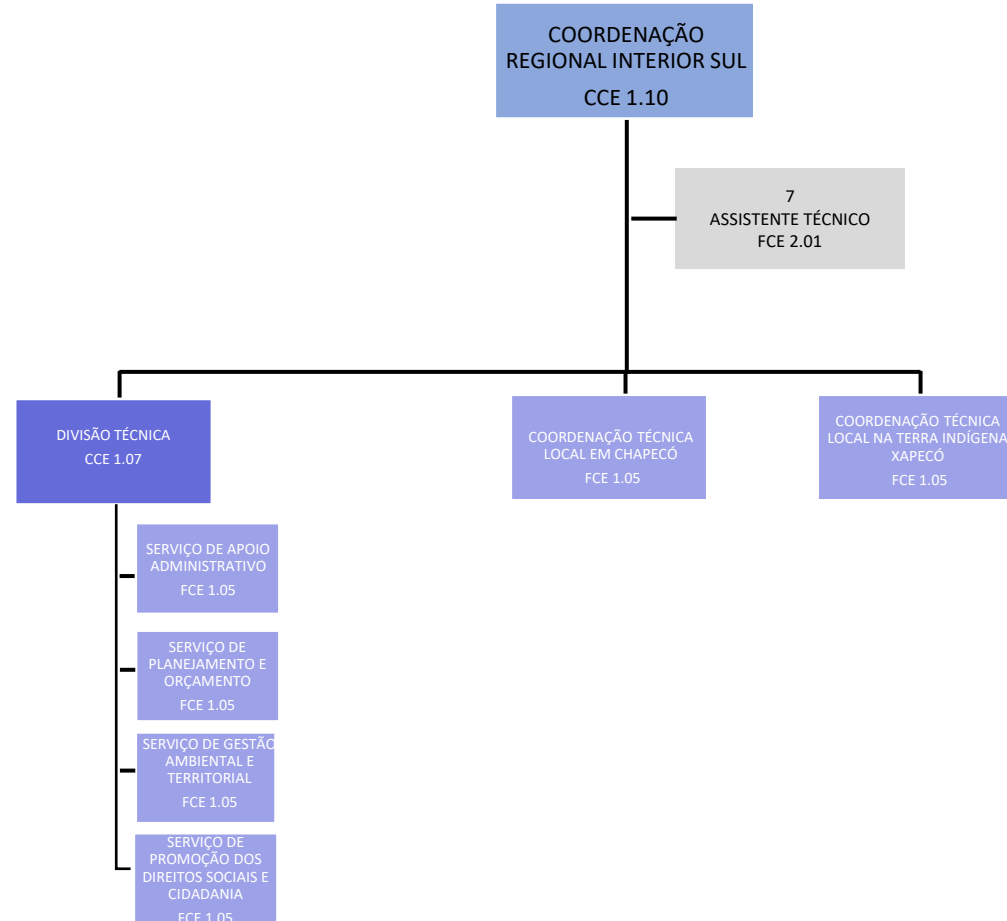 COORDENAÇÃO
REGIONAL INTERIOR SUL
CCE 1.10
7
ASSISTENTE TÉCNICO
FCE 2.01
DIVISÃO TÉCNICA
CCE 1.07
COORDENAÇÃO TÉCNICA
LOCAL EM CHAPECÓ
FCE 1.05
COORDENAÇÃO TÉCNICA
LOCAL NA TERRA INDÍGENA
XAPECÓ
FCE 1.05
SERVIÇO DE APOIO
ADMINISTRATIVO
FCE 1.05
SERVIÇO DE
PLANEJAMENTO E
ORÇAMENTO
FCE 1.05
SERVIÇO DE GESTÃO
AMBIENTAL E
TERRITORIAL
FCE 1.05
SERVIÇO DE
PROMOÇÃO DOS
DIREITOS SOCIAIS E
CIDADANIA
FCE 1.05